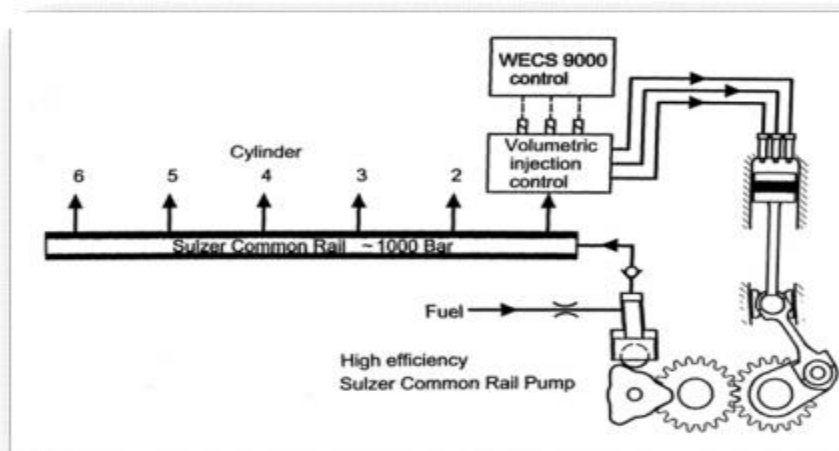 WECS 9000
control
Volumetric
injection
control
Cylinder
6 5 4 3 2
Sulzer Common Rail ~ 1000 Bar
Fuel
High efficiency
Sulzer Common Rail Pump